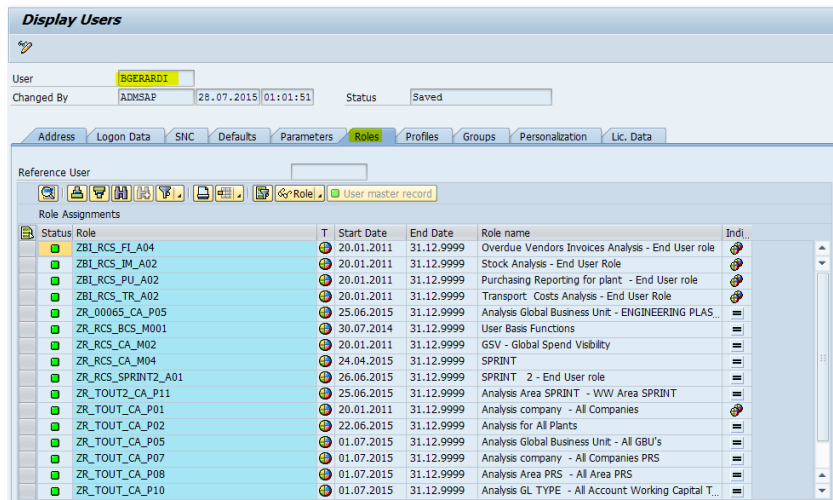 Display Users
User BGERARDI
Changed By ADMSAP 28.07.2015 01:01:51 Status Saved
Address Logon Data SNC Defaults Parameters Roles Profiles Groups Personalization Lic. Data
Reference User
Role User master record
Role Assignments
Status Role T Start Date End Date Role name Indi...
ZBI_RCS_FI_A04 20.01.2011 31.12.9999 Overdue Vendors Invoices Analysis - End User role
ZBI_RCS_IM_A02 20.01.2011 31.12.9999 Stock Analysis - End User Role
ZBI_RCS_PU_A02 20.01.2011 31.12.9999 Purchasing Reporting for plant - End User role
ZBI_RCS_TR_A02 20.01.2011 31.12.9999 Transport Costs Analysis - End User Role
ZR_00065_CA_P05 25.06.2015 31.12.9999 Analysis Global Business Unit - ENGINEERING PLAS...
ZR_RCS_BCS_M001 30.07.2014 31.12.9999 User Basis Functions
ZR_RCS_CA_M02 20.01.2011 31.12.9999 GSV - Global Spend Visibility
ZR_RCS_CA_M04 24.04.2015 31.12.9999 SPRINT
ZR_RCS_SPRINT2_A01 26.06.2015 31.12.9999 SPRINT 2 - End User role
ZR_TOUT2_CA_P11 25.06.2015 31.12.9999 Analysis Area SPRINT - WW Area SPRINT
ZR_TOUT_CA_P01 20.01.2011 31.12.9999 Analysis company - All Companies
ZR_TOUT_CA_P02 22.06.2015 31.12.9999 Analysis for All Plants
ZR_TOUT_CA_P05 01.07.2015 31.12.9999 Analysis Global Business Unit - All GBU's
ZR_TOUT_CA_P07 01.07.2015 31.12.9999 Analysis company - All Companies PRS
ZR_TOUT_CA_P08 01.07.2015 31.12.9999 Analysis Area PRS - All Area PRS
ZR_TOUT_CA_P10 01.07.2015 31.12.9999 Analysis GL TYPE - All Account Working Capital T...